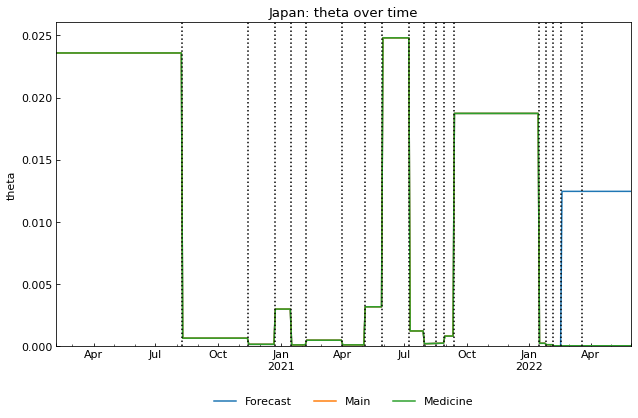 Japan: theta over time
theta
0.025
0.020
0.015
0.010
0.005
0.000
Apr Jul Oct Jan Apr Jul Oct Jan Apr
2021 2022
Forecast Main Medicine